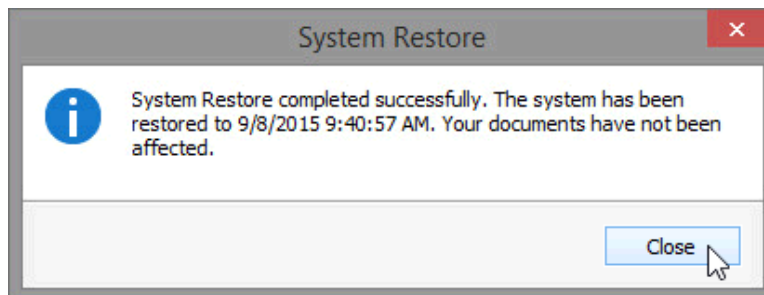 System Restore
System Restore completed successfully. The system has been
restored to 9/8/2015 9:40:57 AM. Your documents have not been
affected.
Close